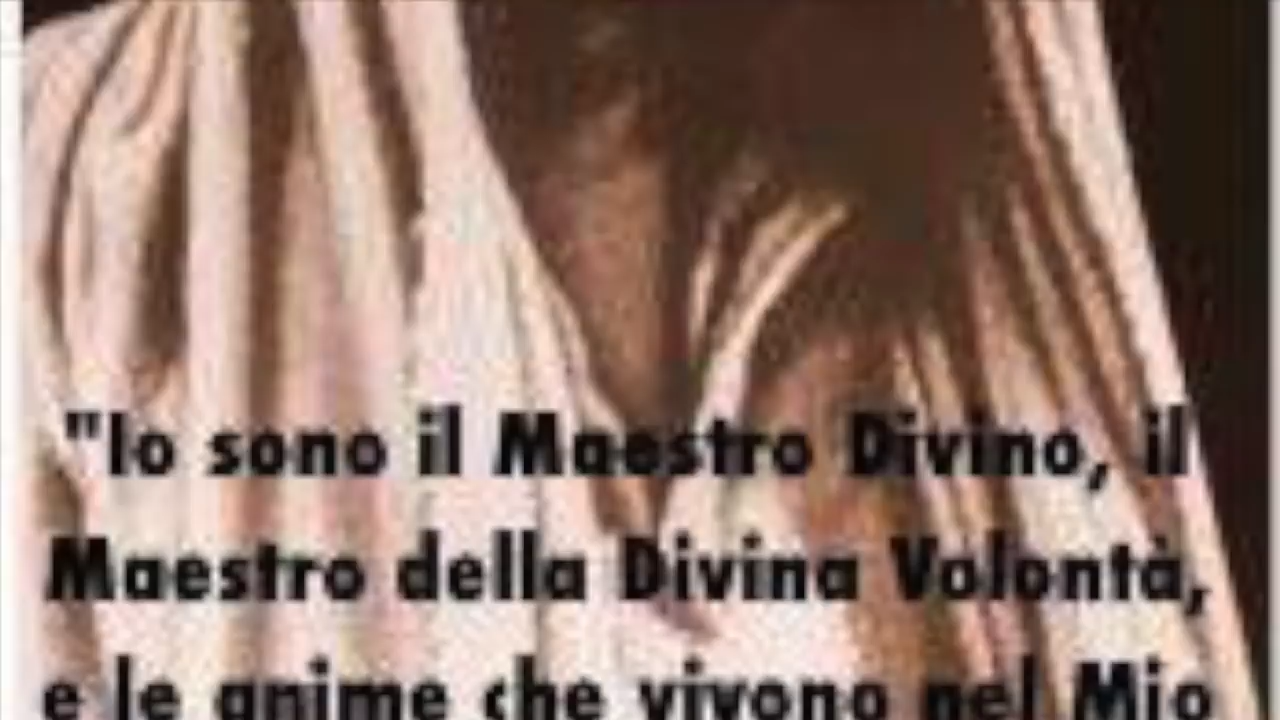 "Io sono il Maestro Divino, il
Maestro della Divina Volontà,
e le anime che vivono nel Mio